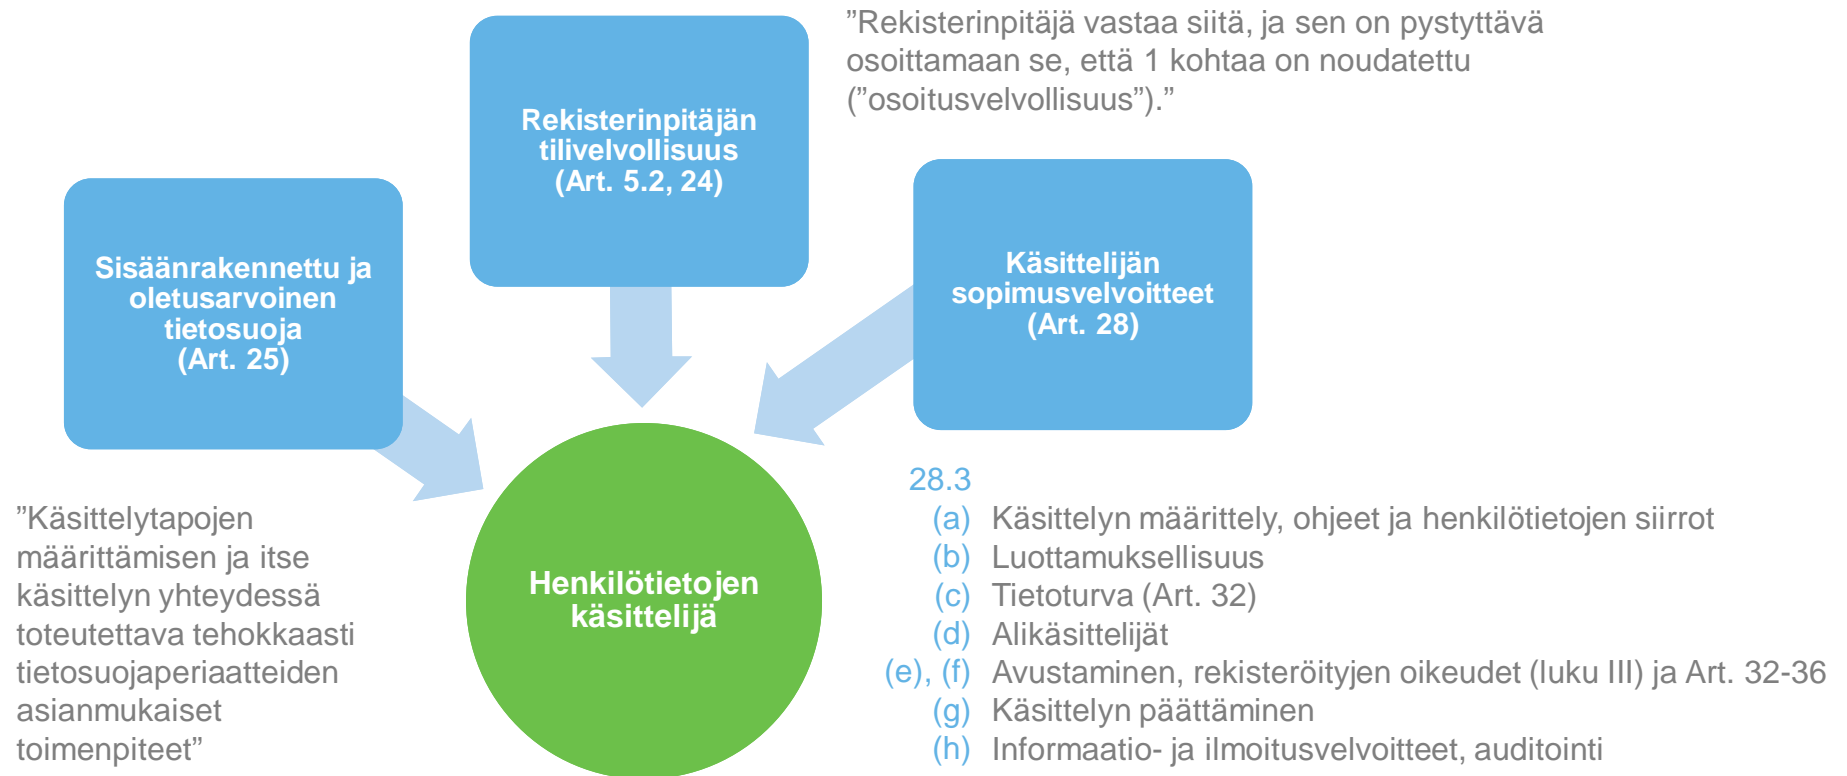 ”Rekisterinpitäjä vastaa siitä, ja sen on pystyttävä
osoittamaan se, että 1 kohtaa on noudatettu
(”osoitusvelvollisuus”).”
Rekisterinpitäjän
tilivelvollisuus
(Art. 5.2, 24)
Sisäänrakennettu ja
oletusarvoinen
tietosuoja
(Art. 25)
Käsittelijän
sopimusvelvoitteet
(Art. 28)
”Käsittelytapojen
määrittämisen ja itse
käsittelyn yhteydessä
toteutettava tehokkaasti
tietosuojaperiaatteiden
asianmukaiset
toimenpiteet”
Henkilötietojen
käsittelijä
28.3
(a) Käsittelyn määrittely, ohjeet ja henkilötietojen siirrot
(b) Luottamuksellisuus
(c) Tietoturva (Art. 32)
(d) Alikäsittelijät
(e), (f) Avustaminen, rekisteröityjen oikeudet (luku III) ja Art. 32-36
(g) Käsittelyn päättäminen
(h) Informaatio- ja ilmoitusvelvoitteet, auditointi